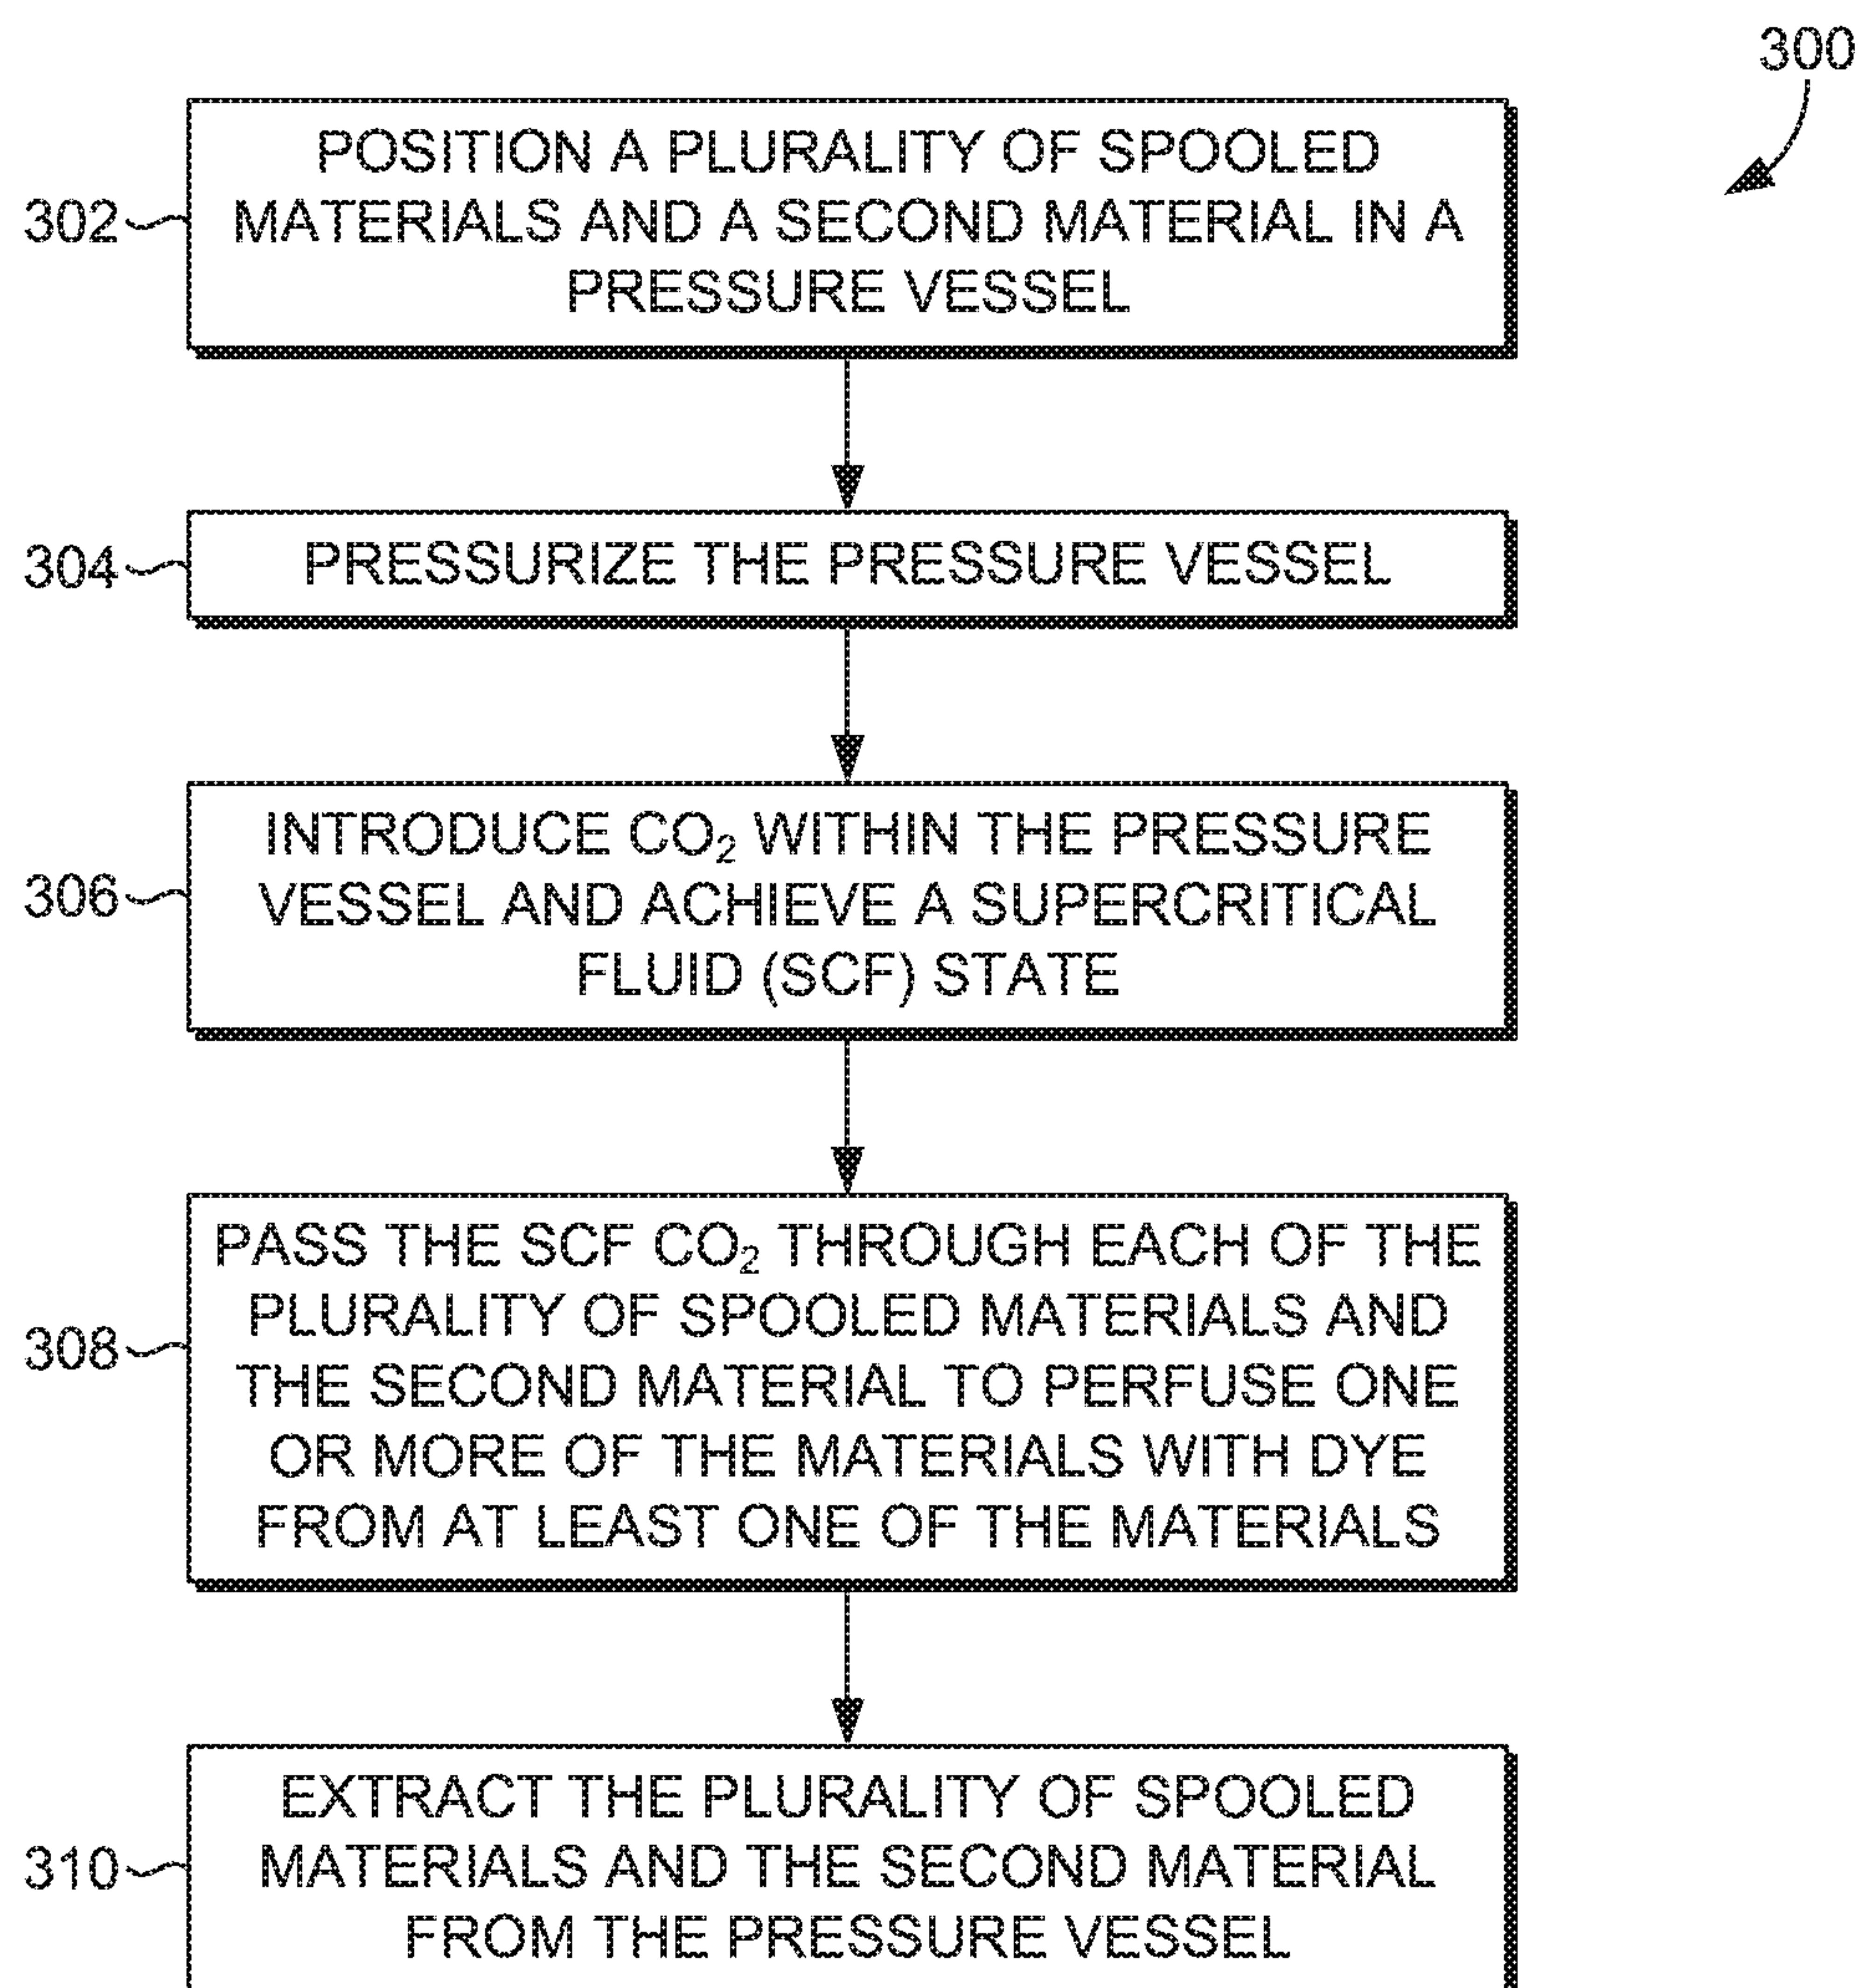 300
302
POSITION A PLURALITY OF SPOOLED
MATERIALS AND A SECOND MATERIAL IN A
PRESSURE VESSEL
304
PRESSURIZE THE PRESSURE VESSEL
306
INTRODUCE CO₂ WITHIN THE PRESSURE
VESSEL AND ACHIEVE A SUPERCRITICAL
FLUID (SCF) STATE
308
PASS THE SCF CO₂ THROUGH EACH OF THE
PLURALITY OF SPOOLED MATERIALS AND
THE SECOND MATERIAL TO PERFUSE ONE
OR MORE OF THE MATERIALS WITH DYE
FROM AT LEAST ONE OF THE MATERIALS
310
EXTRACT THE PLURALITY OF SPOOLED
MATERIALS AND THE SECOND MATERIAL
FROM THE PRESSURE VESSEL